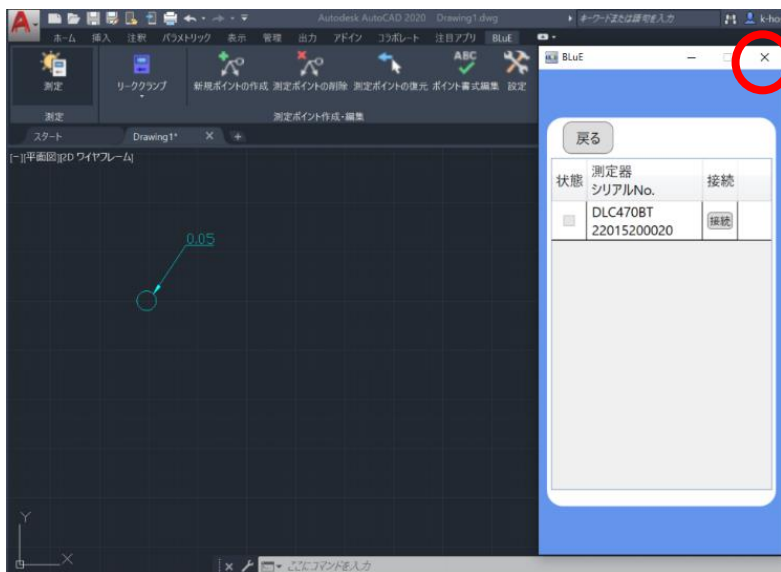 Autodesk AutoCAD 2020 Drawing1.dwg
キーワードまたは語句を入力
k-ho
ホーム 挿入 注釈 パラメトリック 表示 管理 出力 アドイン コラボレート 注目アプリ BLuE
測定 リーククランプ 新規ポイントの作成 測定ポイントの削除 測定ポイントの復元 ABC ポイント書式編集 設定
測定 測定ポイント作成・編集
スタート Drawing1* +
[-][平面図][2D ワイヤフレーム]
0.05
Y
X
ここにコマンドを入力
BLuE
戻る
状態 測定器 接続
シリアルNo.
DLC470BT 接続
22015200020